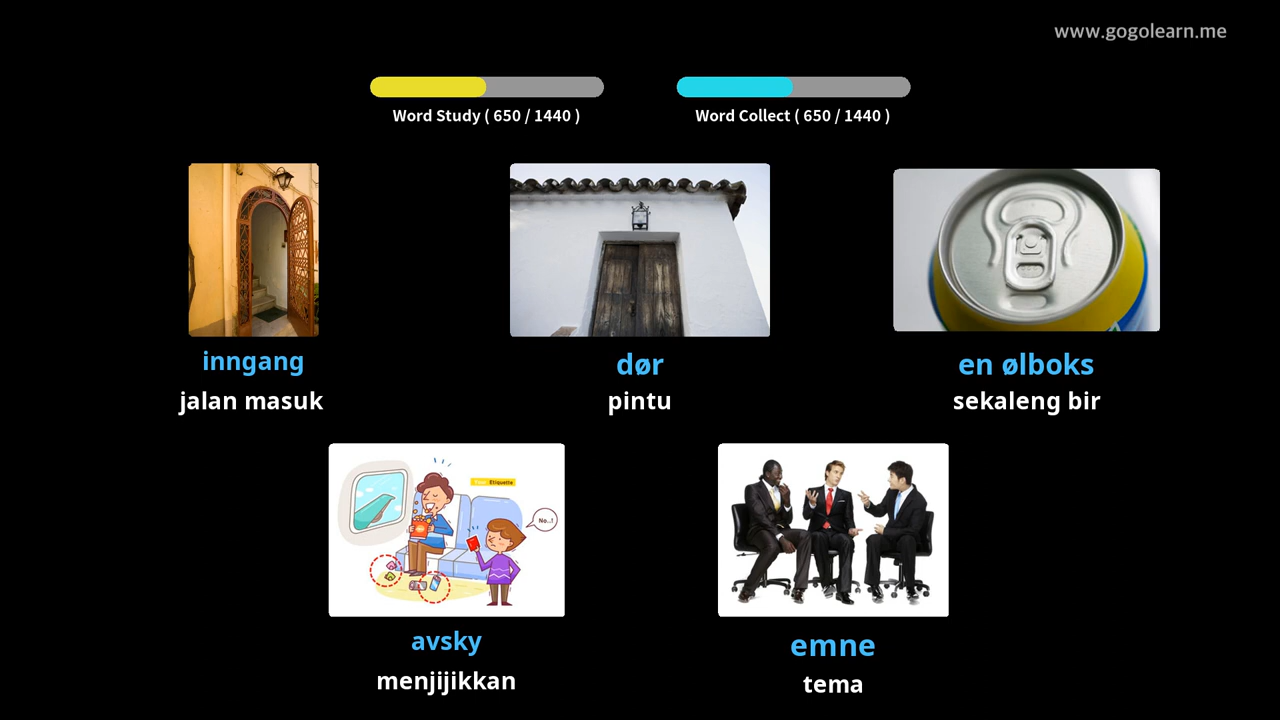 www.gogolearn.me
Word Study ( 650 / 1440 )
Word Collect ( 650 / 1440 )
inngang
jalan masuk
dør
pintu
en ølboks
sekaleng bir
Etiquette
No..!
avsky
menjijikkan
emne
tema